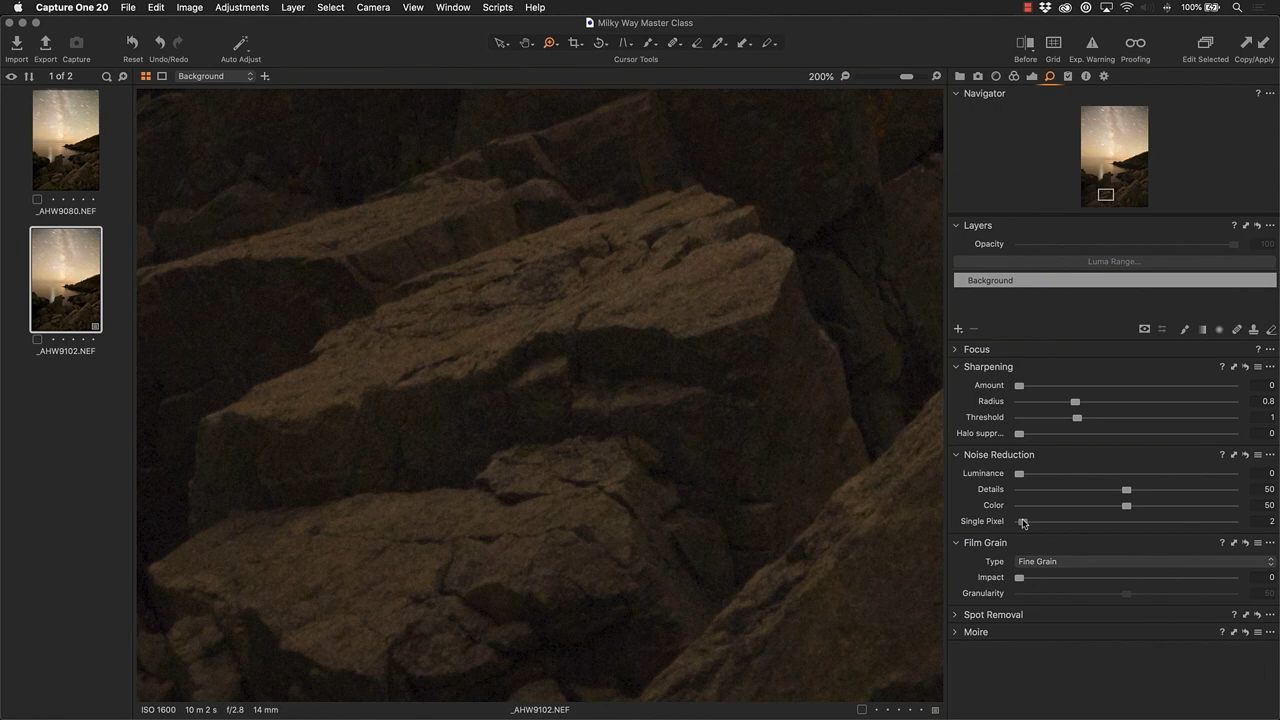 Capture One 20 File Edit Image Adjustments Layer Select Camera View Window Scripts Help 100%
Milky Way Master Class
Import Export Capture Reset Undo/Redo Auto Adjust Cursor Tools Before Grid Exp. Warning Proofing Edit Selected Copy/Apply
1 of 2 Background 200%
Navigator
Layers
Opacity 100
Luma Range...
Background
Focus
Sharpening
Amount 0
Radius 0.8
Threshold 1
Halo suppr... 0
Noise Reduction
Luminance 0
Details 50
Color 50
Single Pixel 2
Film Grain
Type Fine Grain
Impact 0
Granularity 50
Spot Removal
Moire
_AHW9080.NEF
_AHW9102.NEF
ISO 1600 10 m 2 s f/2.8 14 mm _AHW9102.NEF